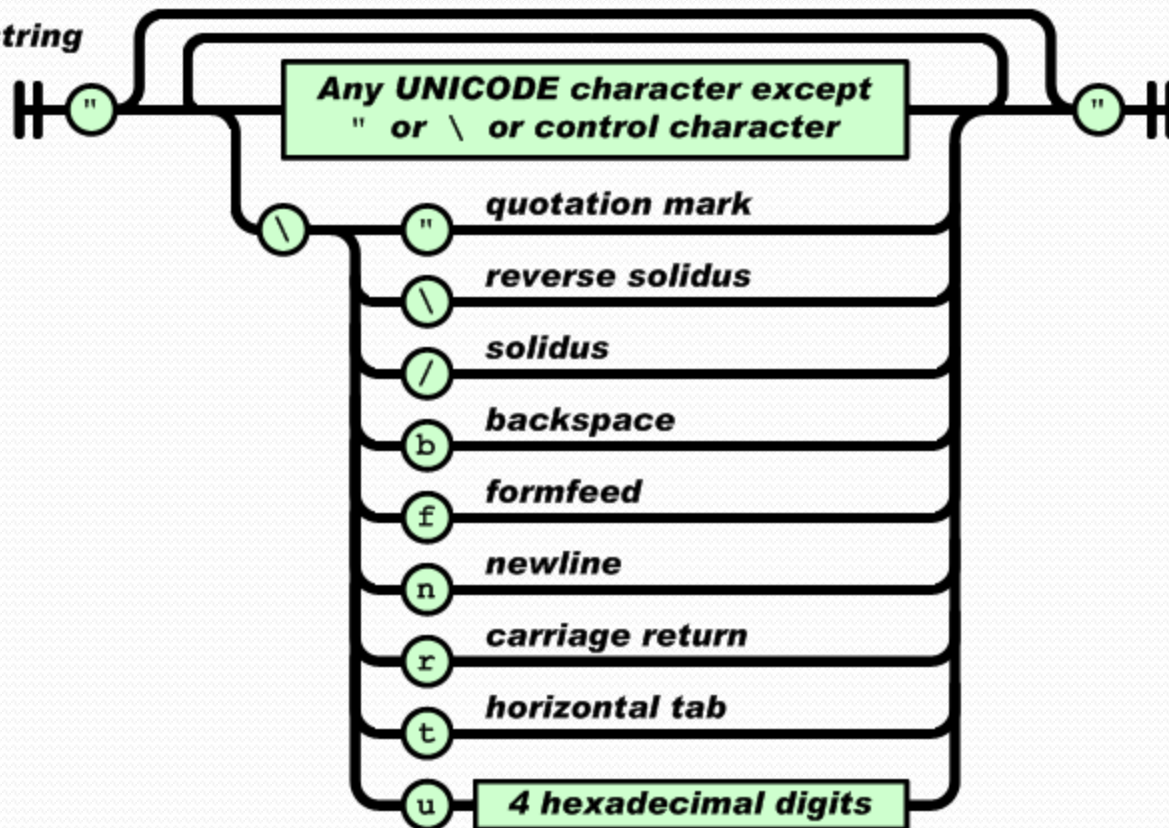 tring
"
Any UNICODE character except
" or \ or control character
"
\
" quotation mark
\ reverse solidus
/ solidus
b backspace
f formfeed
n newline
r carriage return
t horizontal tab
u 4 hexadecimal digits